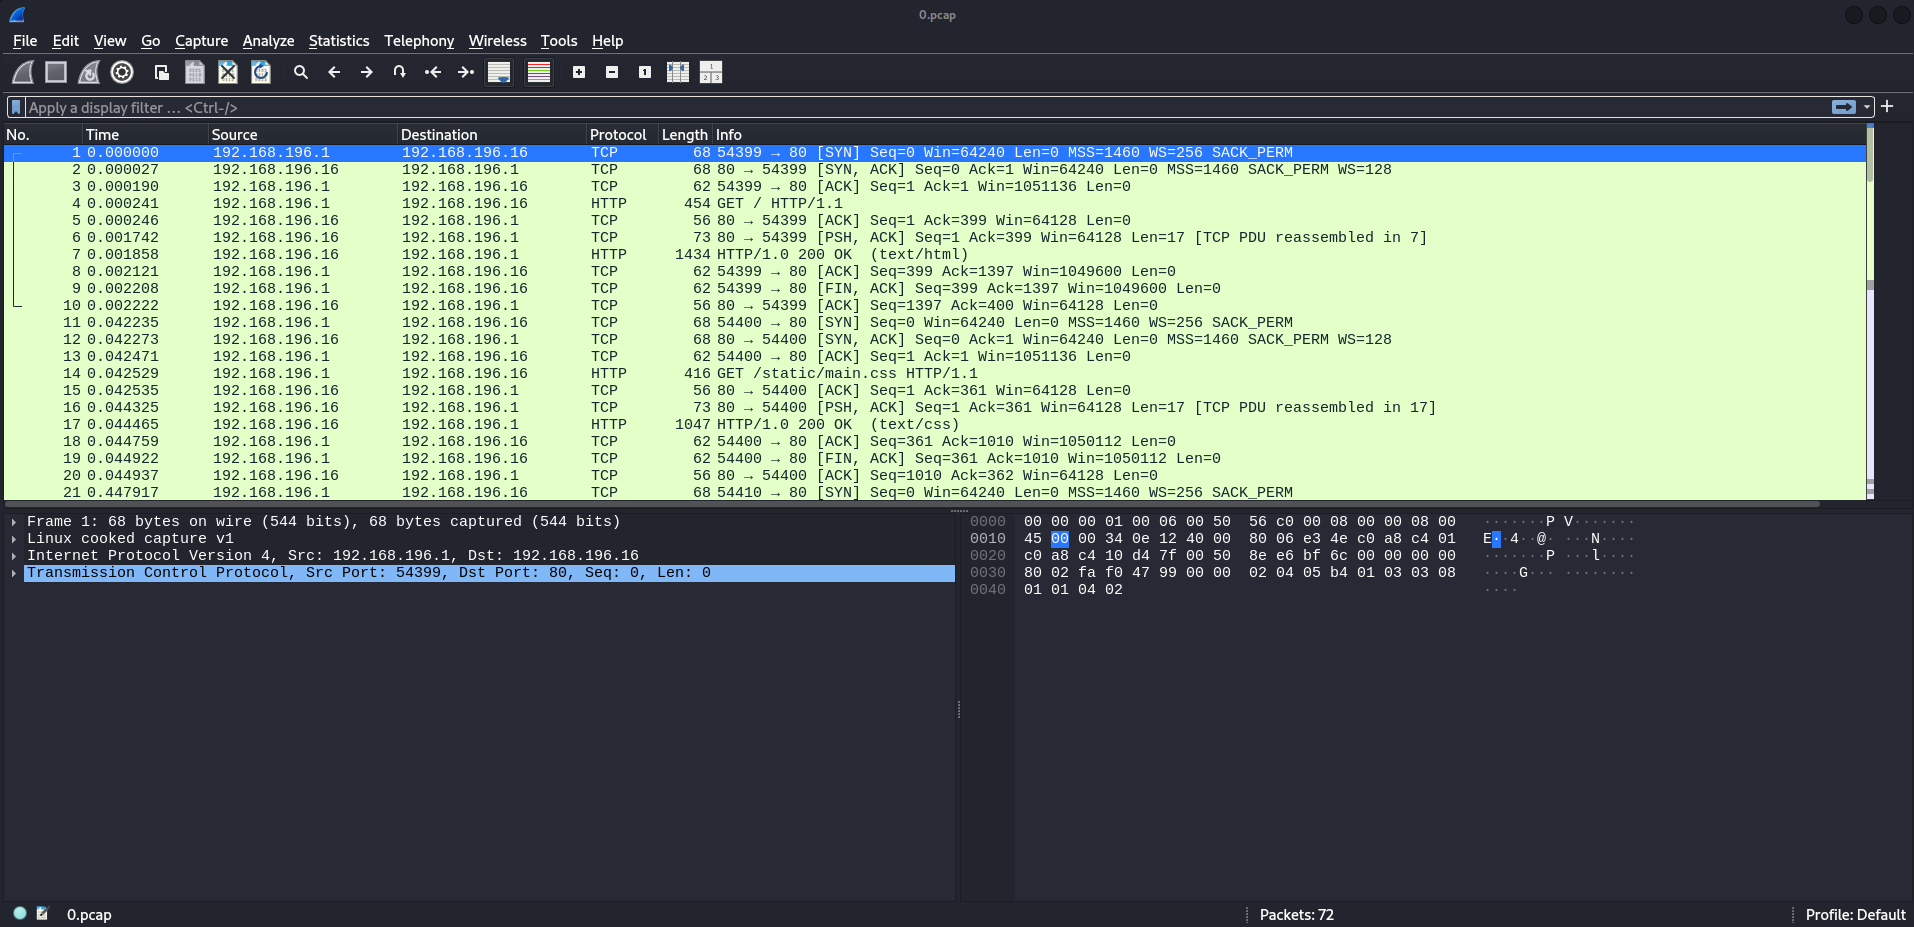 0.pcap
File Edit View Go Capture Analyze Statistics Telephony Wireless Tools Help
Apply a display filter … <Ctrl-/>
No. Time Source Destination Protocol Length Info
1 0.000000 192.168.196.1 192.168.196.16 TCP 68 54399 → 80 [SYN] Seq=0 Win=64240 Len=0 MSS=1460 WS=256 SACK_PERM
2 0.000027 192.168.196.16 192.168.196.1 TCP 68 80 → 54399 [SYN, ACK] Seq=0 Ack=1 Win=64240 Len=0 MSS=1460 SACK_PERM WS=128
3 0.000190 192.168.196.1 192.168.196.16 TCP 62 54399 → 80 [ACK] Seq=1 Ack=1 Win=1051136 Len=0
4 0.000241 192.168.196.1 192.168.196.16 HTTP 454 GET / HTTP/1.1
5 0.000246 192.168.196.16 192.168.196.1 TCP 56 80 → 54399 [ACK] Seq=1 Ack=399 Win=64128 Len=0
6 0.001742 192.168.196.16 192.168.196.1 TCP 73 80 → 54399 [PSH, ACK] Seq=1 Ack=399 Win=64128 Len=17 [TCP PDU reassembled in 7]
7 0.001858 192.168.196.16 192.168.196.1 HTTP 1434 HTTP/1.0 200 OK  (text/html)
8 0.002121 192.168.196.1 192.168.196.16 TCP 62 54399 → 80 [ACK] Seq=399 Ack=1397 Win=1049600 Len=0
9 0.002208 192.168.196.1 192.168.196.16 TCP 62 54399 → 80 [FIN, ACK] Seq=399 Ack=1397 Win=1049600 Len=0
10 0.002222 192.168.196.16 192.168.196.1 TCP 56 80 → 54399 [ACK] Seq=1397 Ack=400 Win=64128 Len=0
11 0.042235 192.168.196.1 192.168.196.16 TCP 68 54400 → 80 [SYN] Seq=0 Win=64240 Len=0 MSS=1460 WS=256 SACK_PERM
12 0.042273 192.168.196.16 192.168.196.1 TCP 68 80 → 54400 [SYN, ACK] Seq=0 Ack=1 Win=64240 Len=0 MSS=1460 SACK_PERM WS=128
13 0.042471 192.168.196.1 192.168.196.16 TCP 62 54400 → 80 [ACK] Seq=1 Ack=1 Win=1051136 Len=0
14 0.042529 192.168.196.1 192.168.196.16 HTTP 416 GET /static/main.css HTTP/1.1
15 0.042535 192.168.196.16 192.168.196.1 TCP 56 80 → 54400 [ACK] Seq=1 Ack=361 Win=64128 Len=0
16 0.044325 192.168.196.16 192.168.196.1 TCP 73 80 → 54400 [PSH, ACK] Seq=1 Ack=361 Win=64128 Len=17 [TCP PDU reassembled in 17]
17 0.044465 192.168.196.16 192.168.196.1 HTTP 1047 HTTP/1.0 200 OK  (text/css)
18 0.044759 192.168.196.1 192.168.196.16 TCP 62 54400 → 80 [ACK] Seq=361 Ack=1010 Win=1050112 Len=0
19 0.044922 192.168.196.1 192.168.196.16 TCP 62 54400 → 80 [FIN, ACK] Seq=361 Ack=1010 Win=1050112 Len=0
20 0.044937 192.168.196.16 192.168.196.1 TCP 56 80 → 54400 [ACK] Seq=1010 Ack=362 Win=64128 Len=0
21 0.447917 192.168.196.1 192.168.196.16 TCP 68 54410 → 80 [SYN] Seq=0 Win=64240 Len=0 MSS=1460 WS=256 SACK_PERM
Frame 1: 68 bytes on wire (544 bits), 68 bytes captured (544 bits)
Linux cooked capture v1
Internet Protocol Version 4, Src: 192.168.196.1, Dst: 192.168.196.16
Transmission Control Protocol, Src Port: 54399, Dst Port: 80, Seq: 0, Len: 0
0000 00 00 00 01 00 06 00 50 56 c0 00 08 00 00 08 00 ·······P V·······
0010 45 00 00 34 0e 12 40 00 80 06 e3 4e c0 a8 c4 01 E··4··@· ···N····
0020 c0 a8 c4 10 d4 7f 00 50 8e e6 bf 6c 00 00 00 00 ·······P ···l····
0030 80 02 fa f0 47 99 00 00 02 04 05 b4 01 03 03 08 ····G··· ········
0040 01 01 04 02 ····
0.pcap Packets: 72 Profile: Default